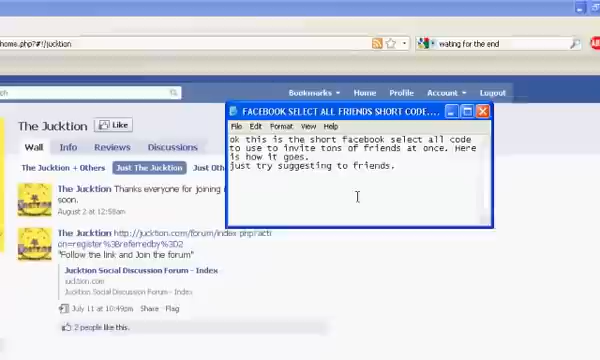 home.php?#!/jucktion
wating for the end
Bookmarks Home Profile Account Logout
The Jucktion Like
Wall Info Reviews Discussions
The Jucktion + Others Just The Jucktion Just Oth
The Jucktion Thanks everyone for joining
soon.
August 2 at 12:58am
The Jucktion http://jucktion.com/forum/index.php?acti
on=register%3Breferredby%3D2
"Follow the link and Join the forum"
Jucktion Social Discussion Forum - Index
jucktion.com
Jucktion Social Discussion Forum - Index
July 11 at 10:49pm Share Flag
2 people like this.
FACEBOOK SELECT ALL FRIENDS SHORT CODE....
File Edit Format View Help
ok this is the short facebook select all code
to use to invite tons of friends at once. Here
is how it goes.
just try suggesting to friends.